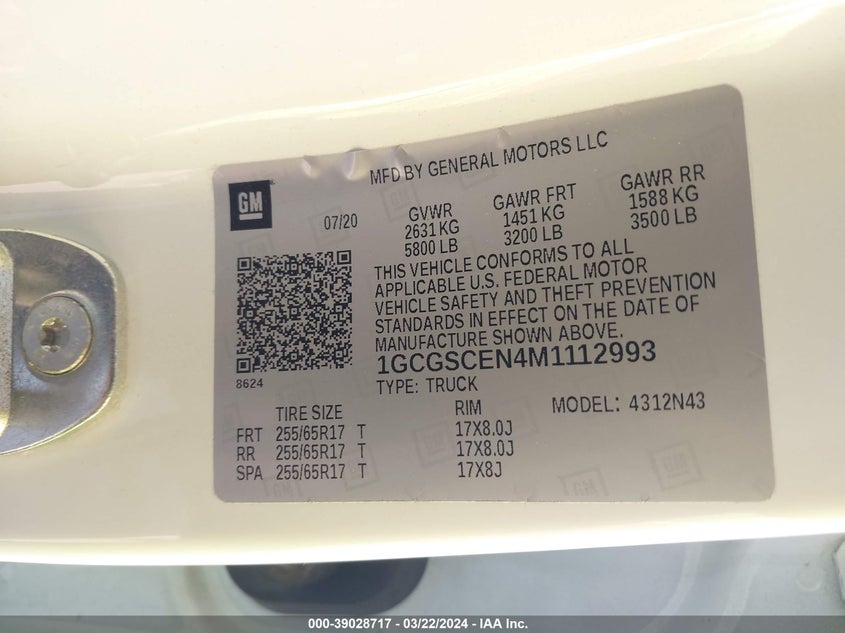 MFD BY GENERAL MOTORS LLC
GM
07/20
GVWR
2631 KG
5800 LB
GAWR FRT
1451 KG
3200 LB
GAWR RR
1588 KG
3500 LB
THIS VEHICLE CONFORMS TO ALL
APPLICABLE U.S. FEDERAL MOTOR
VEHICLE SAFETY AND THEFT PREVENTION
STANDARDS IN EFFECT ON THE DATE OF
MANUFACTURE SHOWN ABOVE.
1GCGSCEN4M1112993
8624
TYPE: TRUCK
MODEL: 4312N43
TIRE SIZE RIM
FRT 255/65R17 T 17X8.0J
RR 255/65R17 T 17X8.0J
SPA 255/65R17 T 17X8J
GM
000-39028717 - 03/22/2024 - IAA Inc.